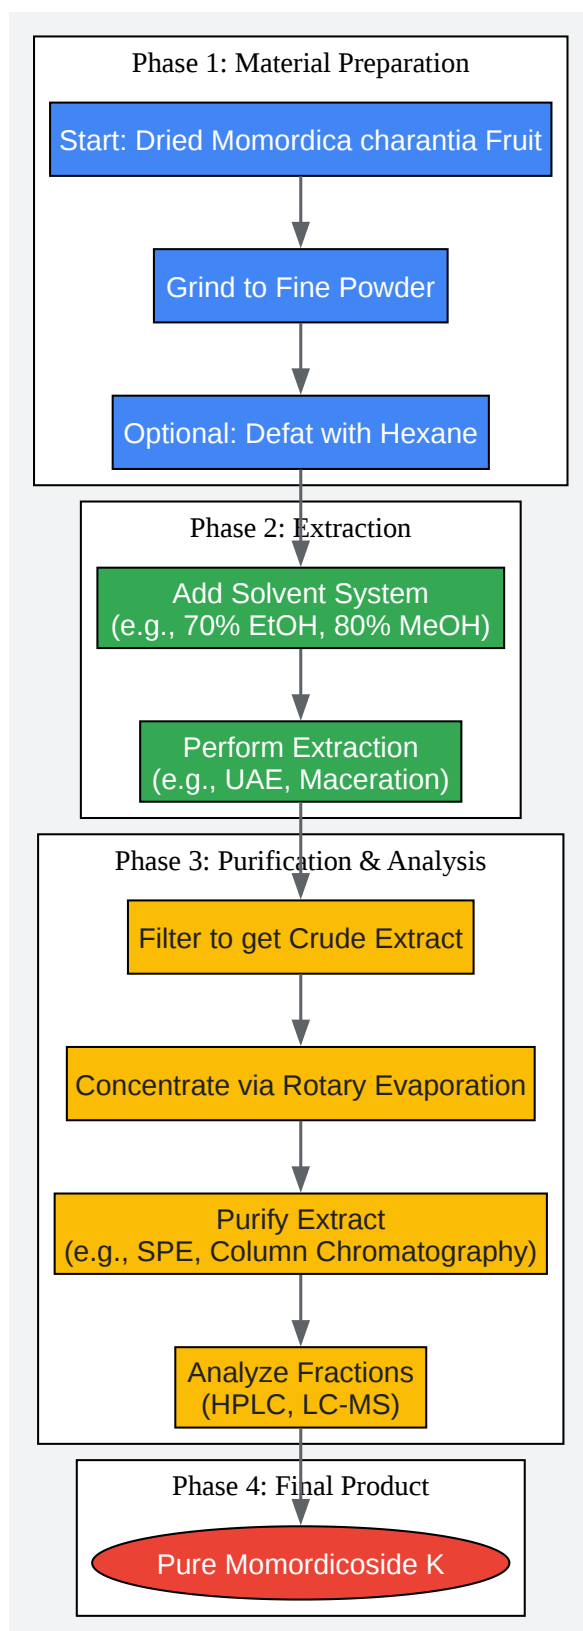 Phase 1: Material Preparation
Start: Dried Momordica charantia Fruit
Grind to Fine Powder
Optional: Defat with Hexane
Phase 2: Extraction
Add Solvent System
(e.g., 70% EtOH, 80% MeOH)
Perform Extraction
(e.g., UAE, Maceration)
Phase 3: Purification & Analysis
Filter to get Crude Extract
Concentrate via Rotary Evaporation
Purify Extract
(e.g., SPE, Column Chromatography)
Analyze Fractions
(HPLC, LC-MS)
Phase 4: Final Product
Pure Momordicoside K